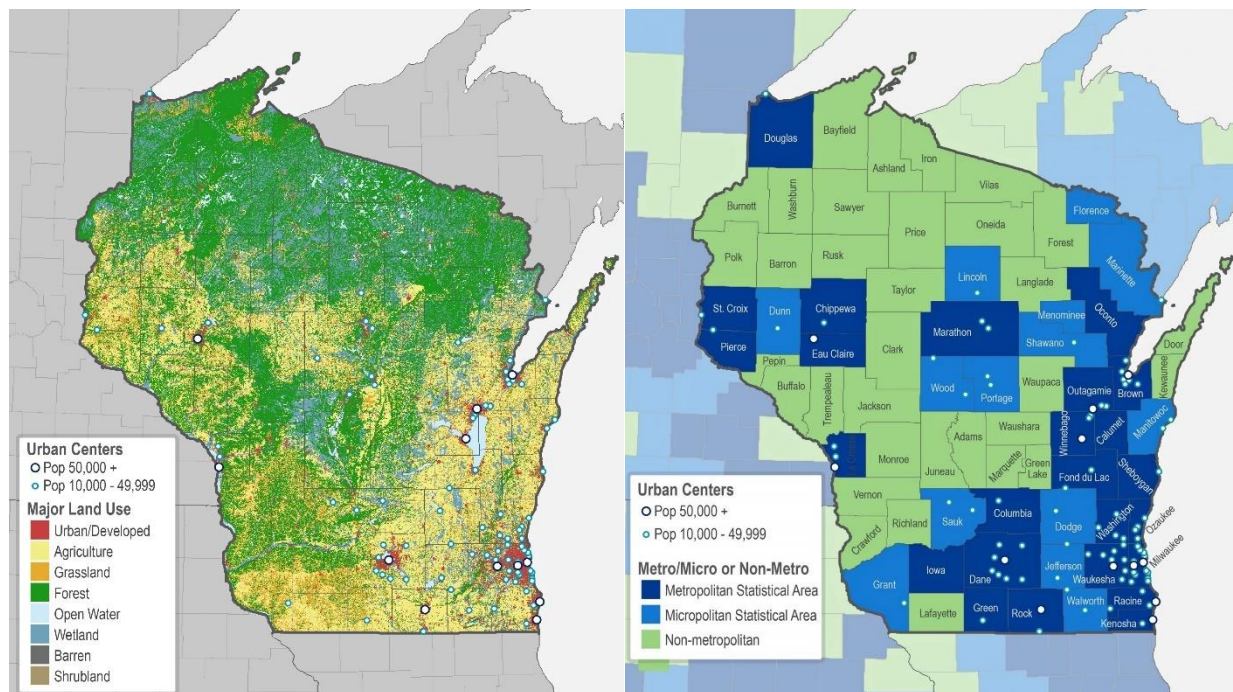 Urban Centers
Pop 50,000 +
Pop 10,000 - 49,999
Major Land Use
Urban/Developed
Agriculture
Grassland
Forest
Open Water
Wetland
Barren
Shrubland
Douglas
Bayfield
Ashland
Iron
Vilas
Burnett
Washburn
Sawyer
Price
Oneida
Florence
Forest
Marinette
Polk
Barron
Rusk
Lincoln
Langlade
Taylor
Oconto
St. Croix
Dunn
Chippewa
Menominee
Marathon
Shawano
Door
Pierce
Eau Claire
Clark
Pepin
Kewaunee
Buffalo
Trempealeau
Jackson
Wood
Portage
Waupaca
Outagamie
Brown
Winnebago
Calumet
Manitowoc
Adams
Waushara
Monroe
Juneau
Marquette
Green
Lake
Fond du Lac
Sheboygan
Vernon
Crawford
Richland
Sauk
Columbia
Dodge
Washington
Ozaukee
Milwaukee
Grant
Iowa
Dane
Jefferson
Waukesha
Lafayette
Green
Rock
Walworth
Racine
Kenosha
Urban Centers
Pop 50,000 +
Pop 10,000 - 49,999
Metro/Micro or Non-Metro
Metropolitan Statistical Area
Micropolitan Statistical Area
Non-metropolitan